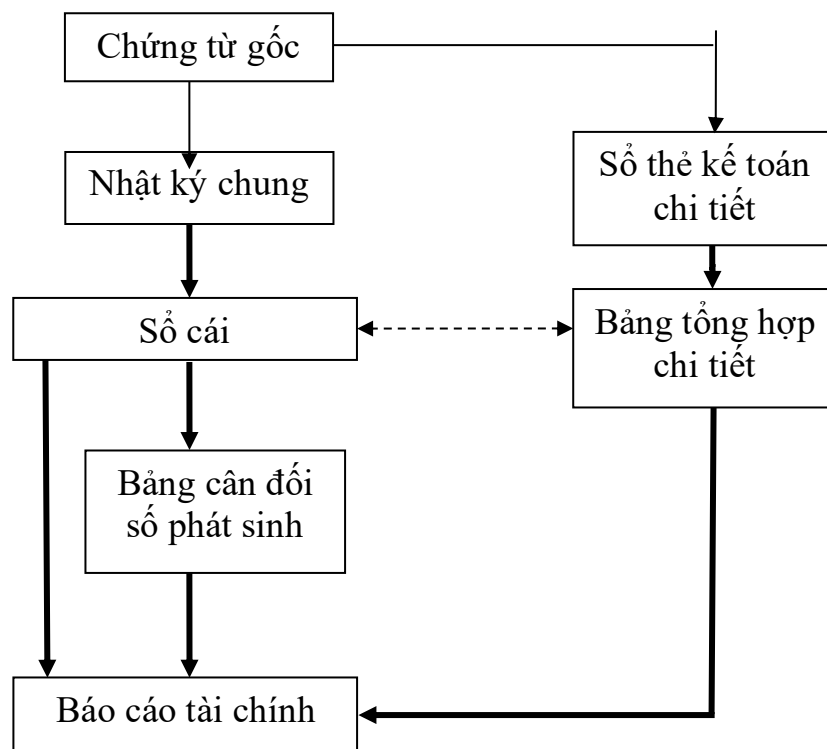 Chứng từ gốc
Nhật ký chung
Sổ thẻ kế toán
chi tiết
Sổ cái
Bảng tổng hợp
chi tiết
Bảng cân đối
số phát sinh
Báo cáo tài chính